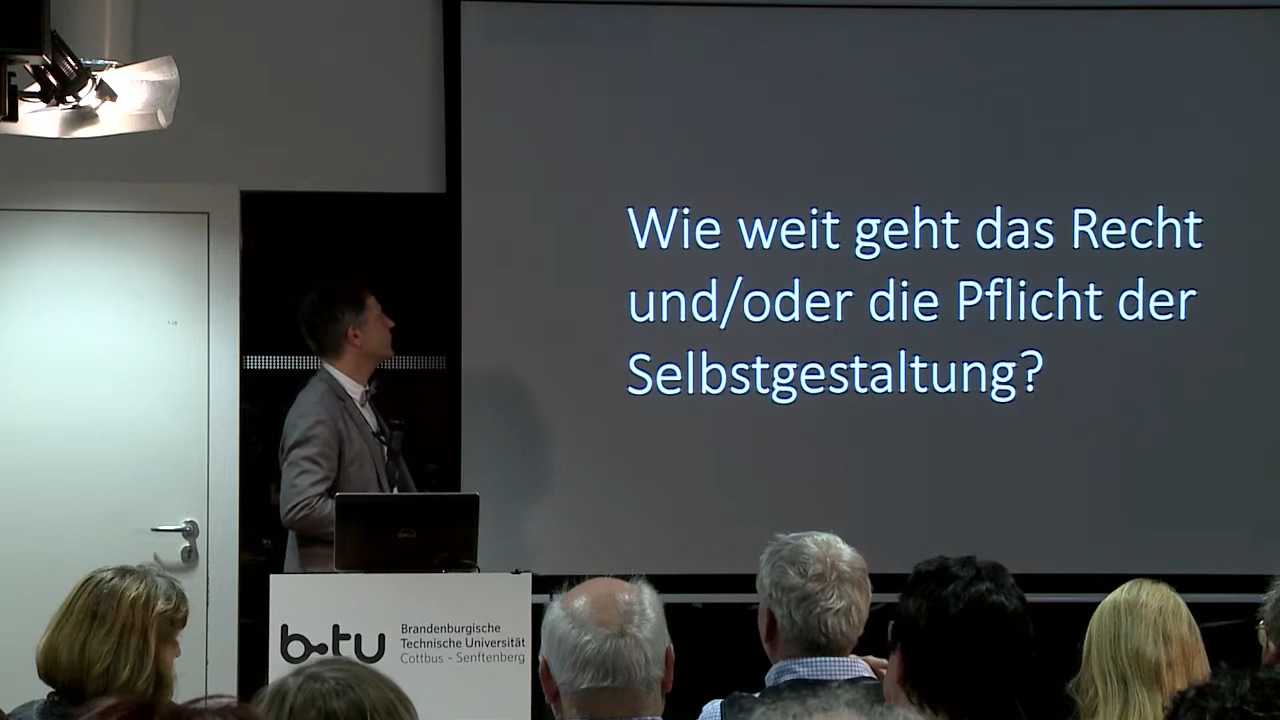 Wie weit geht das Recht
und/oder die Pflicht der
Selbstgestaltung?
b-tu
Brandenburgische
Technische Universität
Cottbus - Senftenberg